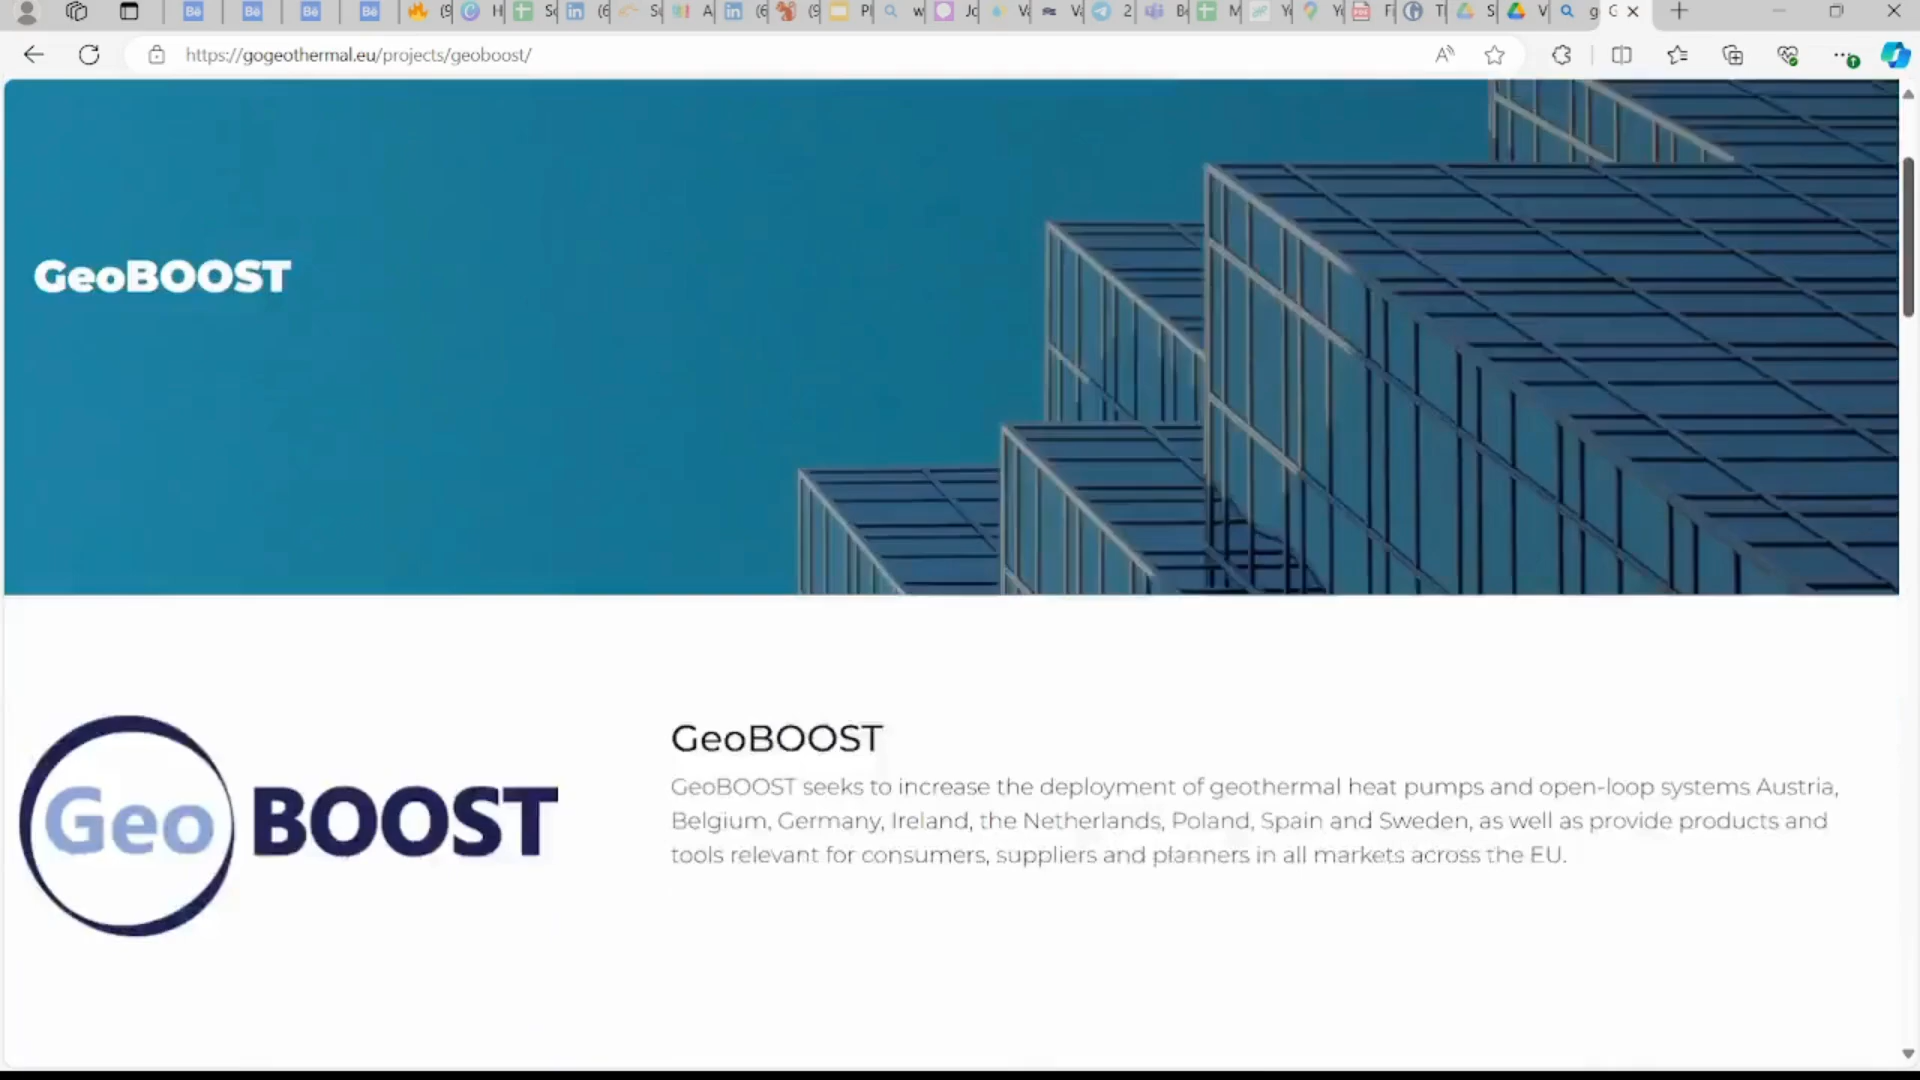 https://gogeothermal.eu/projects/geoboost/
GeoBOOST
Geo BOOST
GeoBOOST
GeoBOOST seeks to increase the deployment of geothermal heat pumps and open-loop systems Austria,
Belgium, Germany, Ireland, the Netherlands, Poland, Spain and Sweden, as well as provide products and
tools relevant for consumers, suppliers and planners in all markets across the EU.